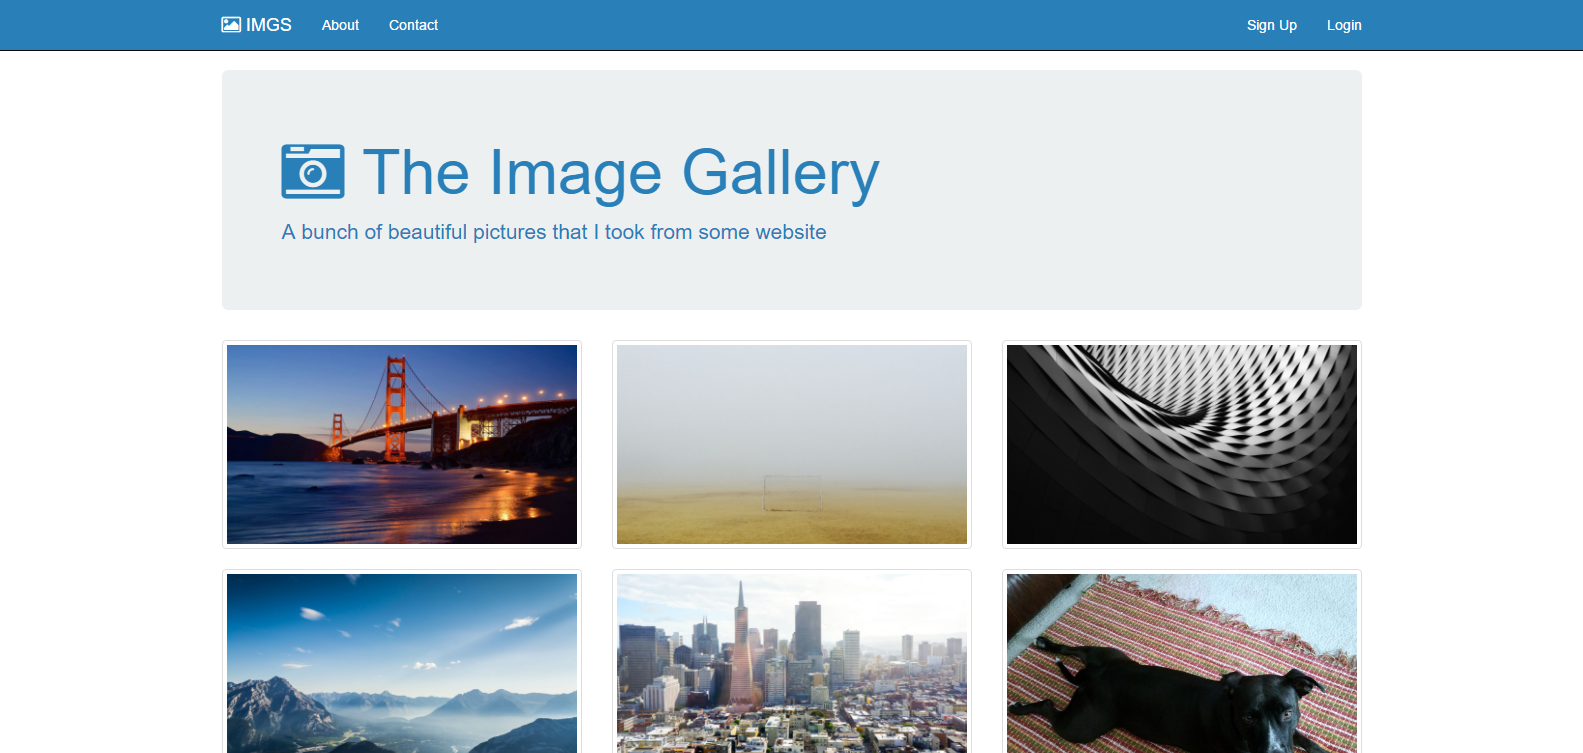 IMGS About Contact Sign Up Login
The Image Gallery
A bunch of beautiful pictures that I took from some website